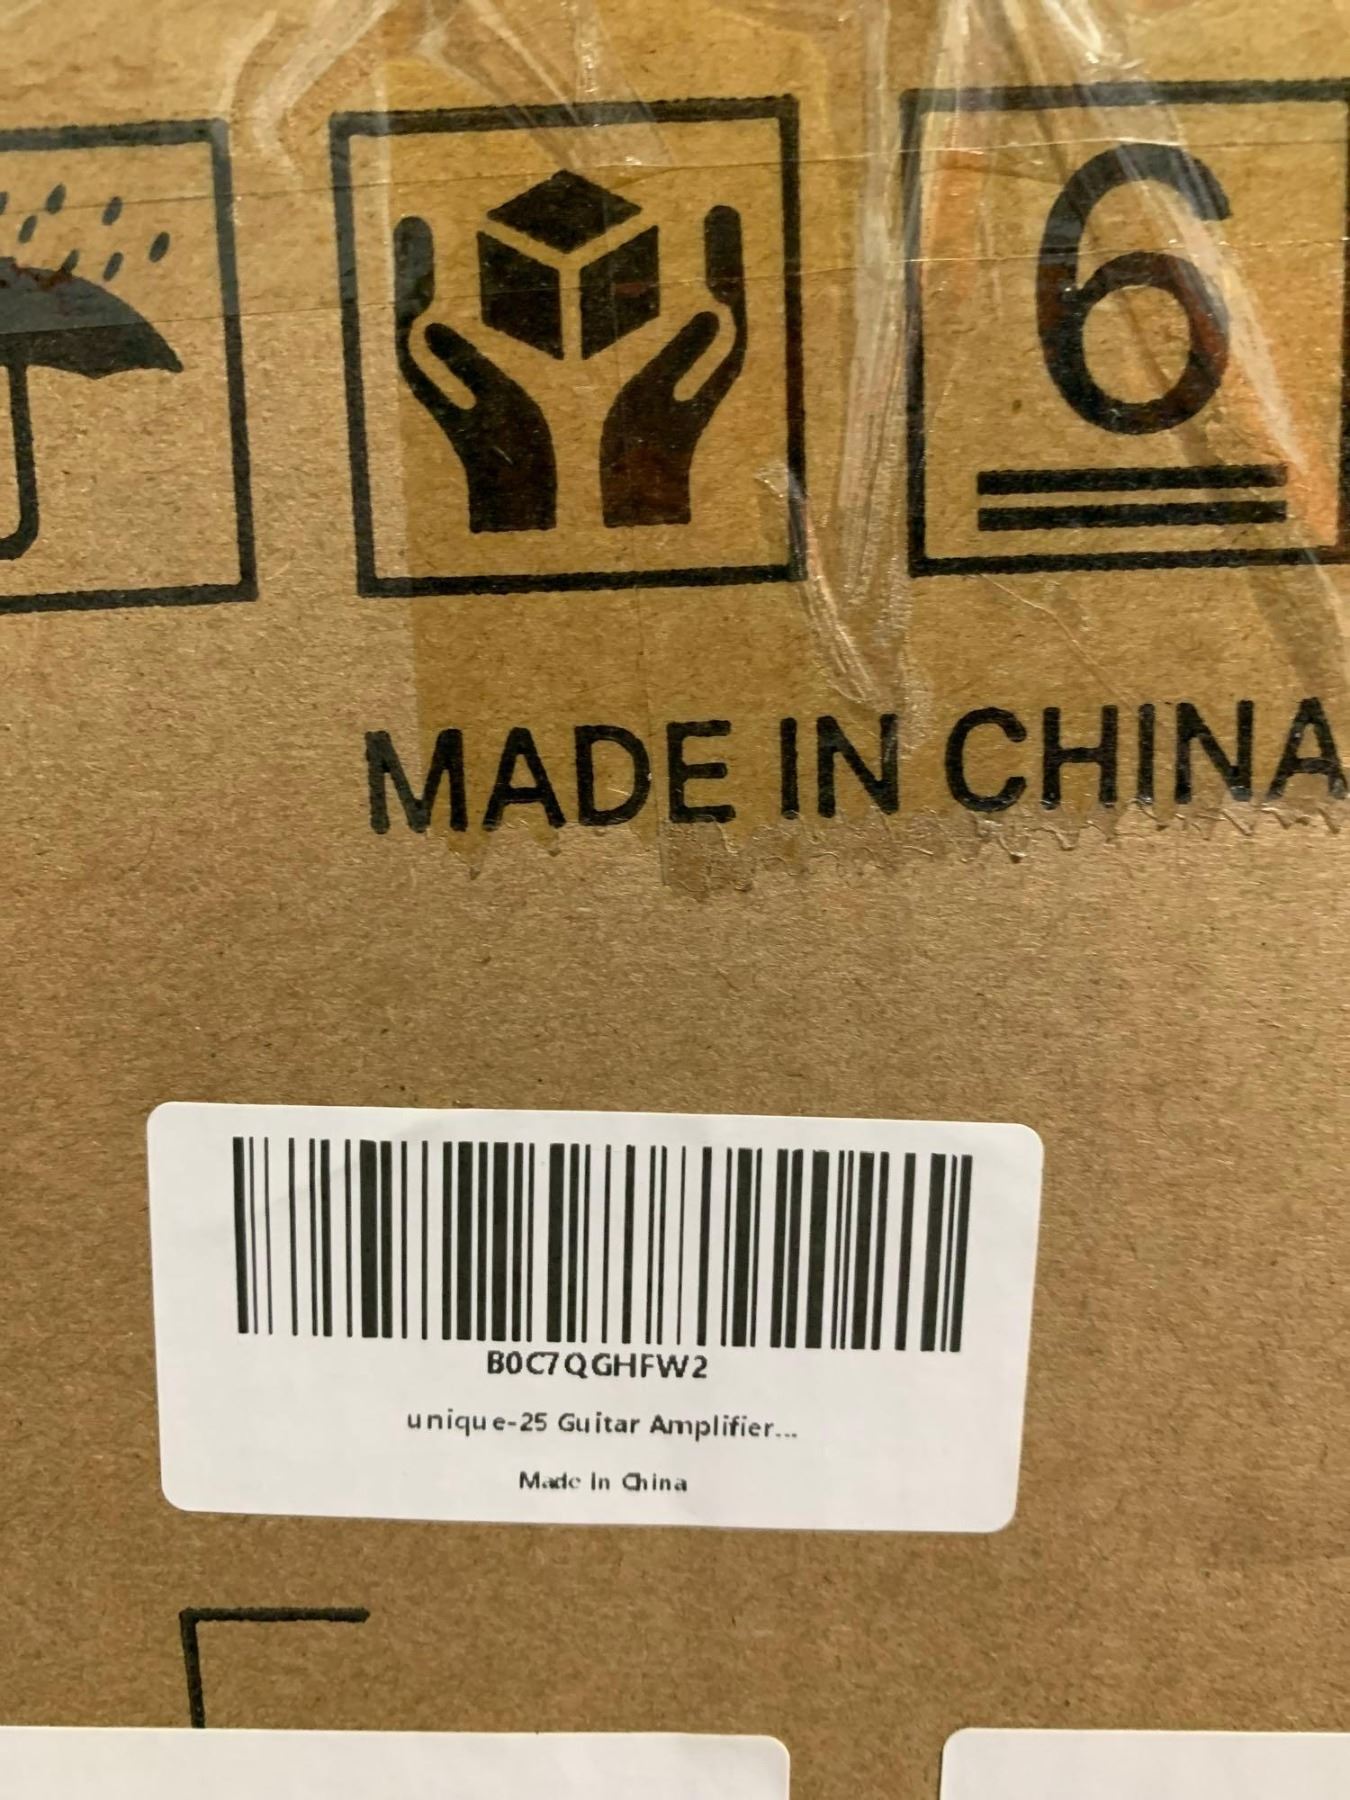 6
MADE IN CHINA
B0C7QGHFW2
unique-25 Guitar Amplifier...
Made in China